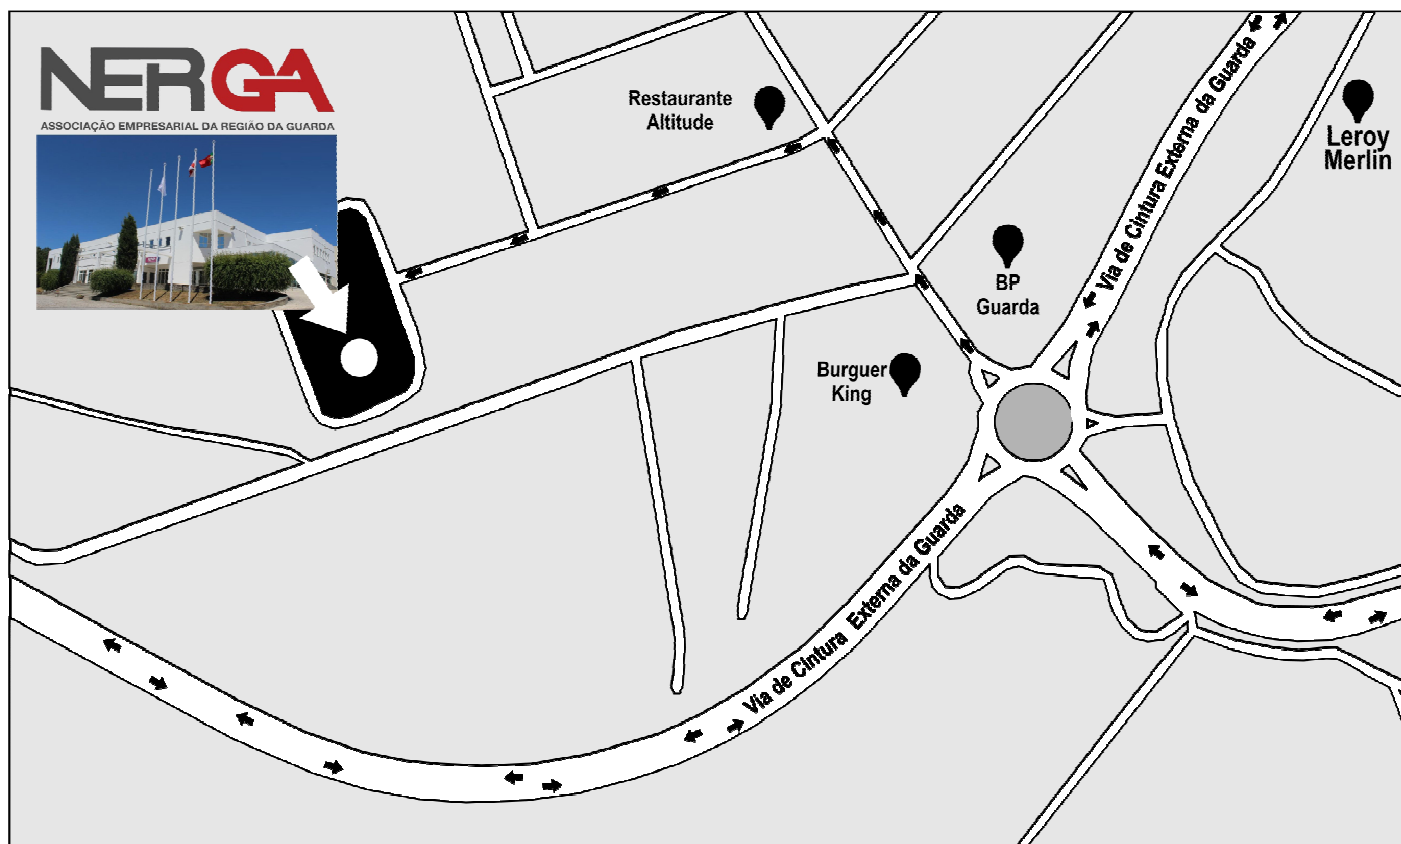 NERGA
ASSOCIAÇÃO EMPRESARIAL DA REGIÃO DA GUARDA
Restaurante
Altitude
Leroy
Merlin
Via de Cintura Externa da Guarda
BP
Guarda
Burguer
King
Via de Cintura Externa da Guarda